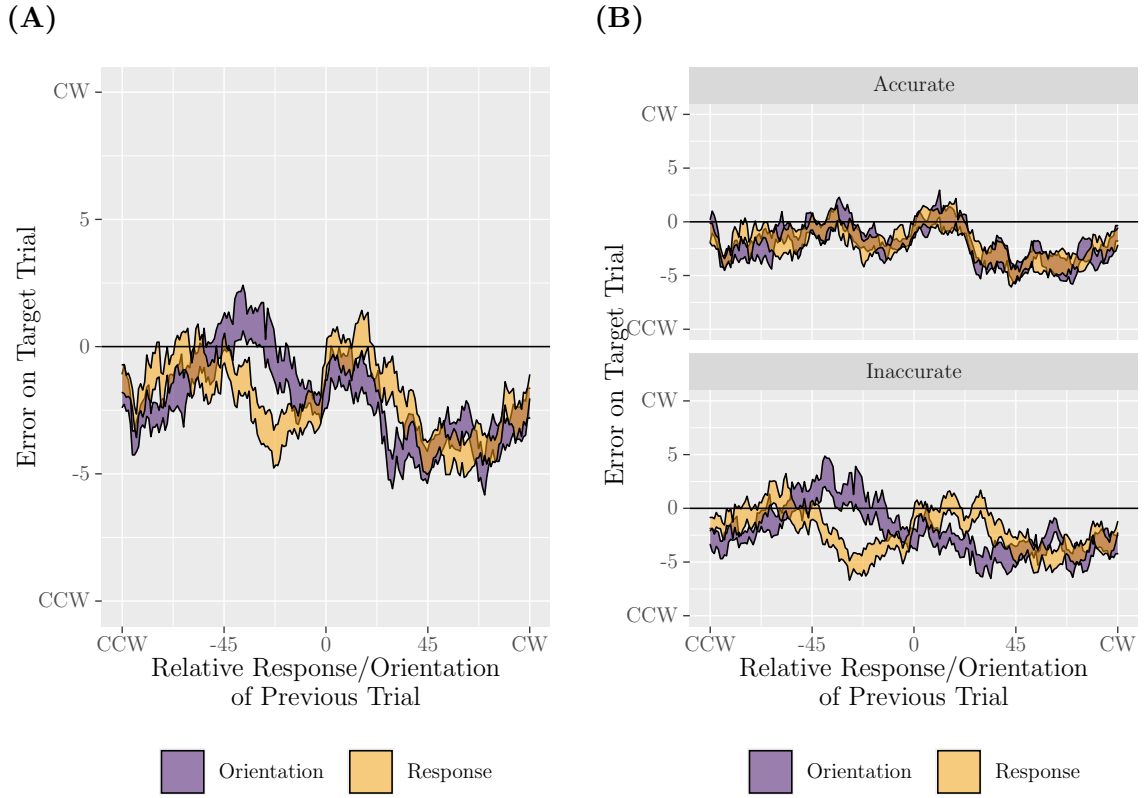 (A)
CW
5
0
-5
CCW
Error on Target Trial
CCW
-45
0
45
CW
Relative Response/Orientation
of Previous Trial
Orientation
Response
(B)
Accurate
CW
5
0
-5
CCW
Inaccurate
CW
5
0
-5
CCW
Error on Target Trial
CCW
-45
0
45
CW
Relative Response/Orientation
of Previous Trial
Orientation
Response